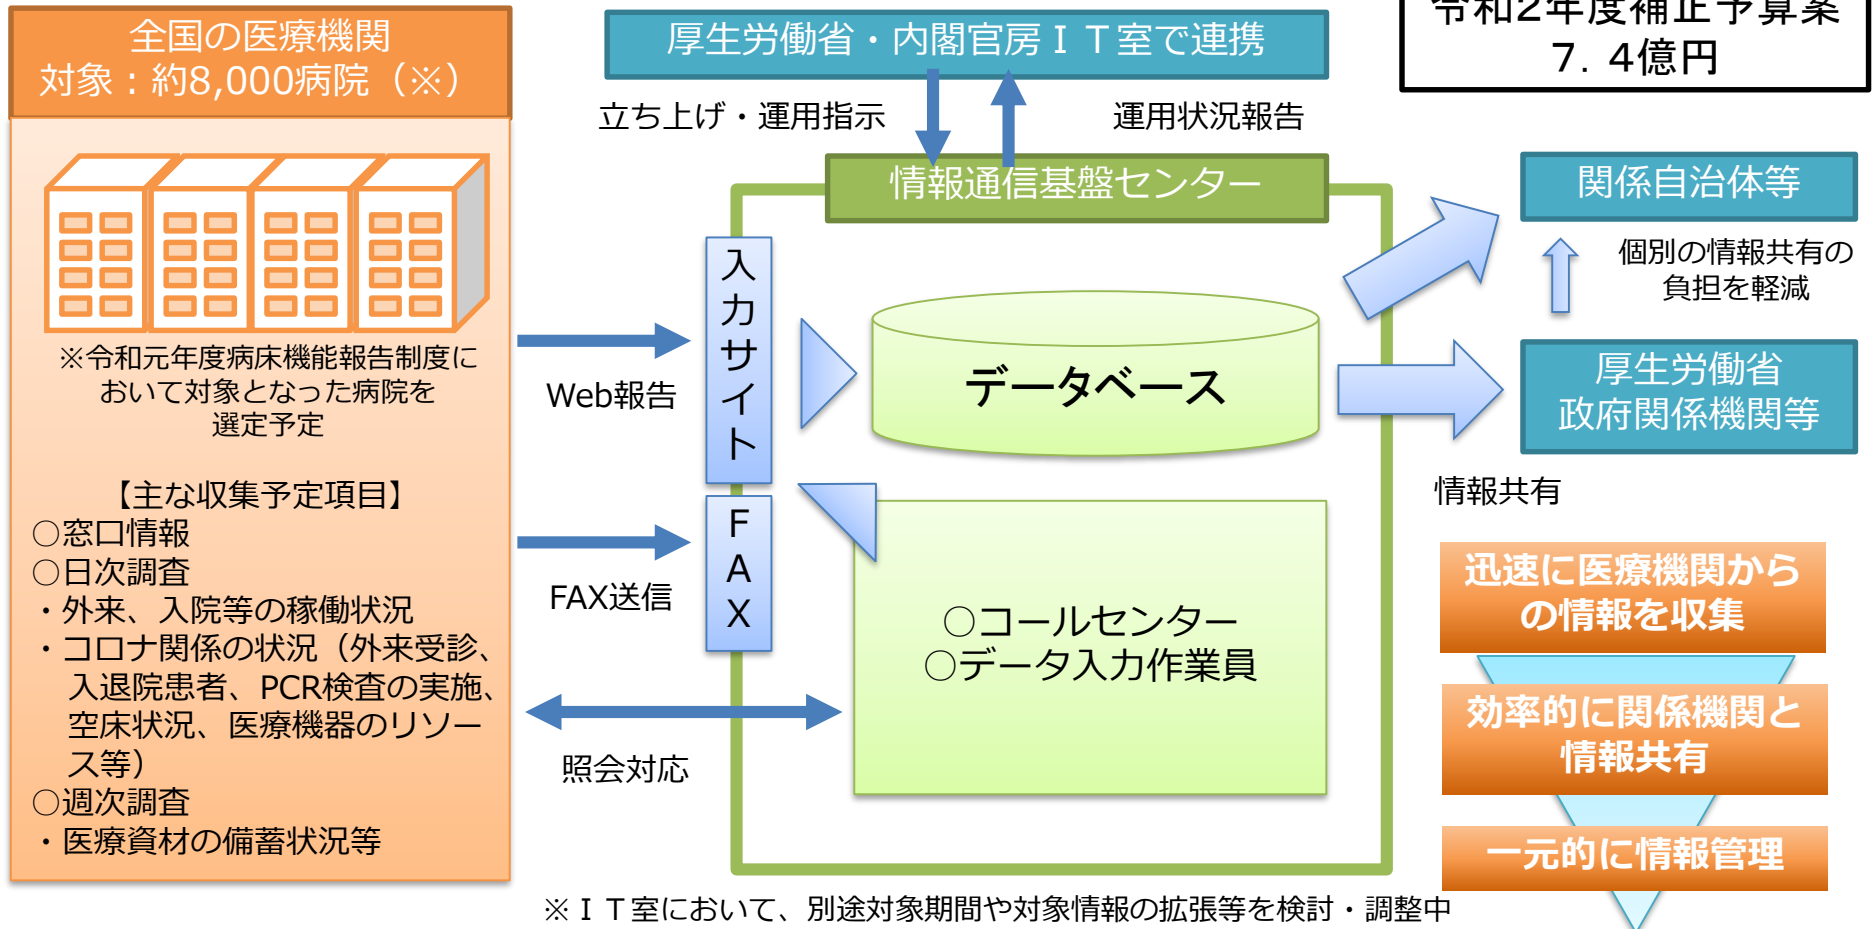 全国の医療機関
対象：約8,000病院（※）
※令和元年度病床機能報告制度に
おいて対象となった病院を
選定予定
【主な収集予定項目】
○窓口情報
○日次調査
・外来、入院等の稼働状況
・コロナ関係の状況（外来受診、
入退院患者、PCR検査の実施、
空床状況、医療機器のリソー
ス等）
○週次調査
・医療資材の備蓄状況等
厚生労働省・内閣官房ＩＴ室で連携
立ち上げ・運用指示
運用状況報告
情報通信基盤センター
入力サイト
Web報告
データベース
FAX
FAX送信
○コールセンター
○データ入力作業員
照会対応
※ＩＴ室において、別途対象期間や対象情報の拡張等を検討・調整中
令和2年度補正予算案
7．4億円
関係自治体等
個別の情報共有の
負担を軽減
厚生労働省
政府関係機関等
情報共有
迅速に医療機関から
の情報を収集
効率的に関係機関と
情報共有
一元的に情報管理